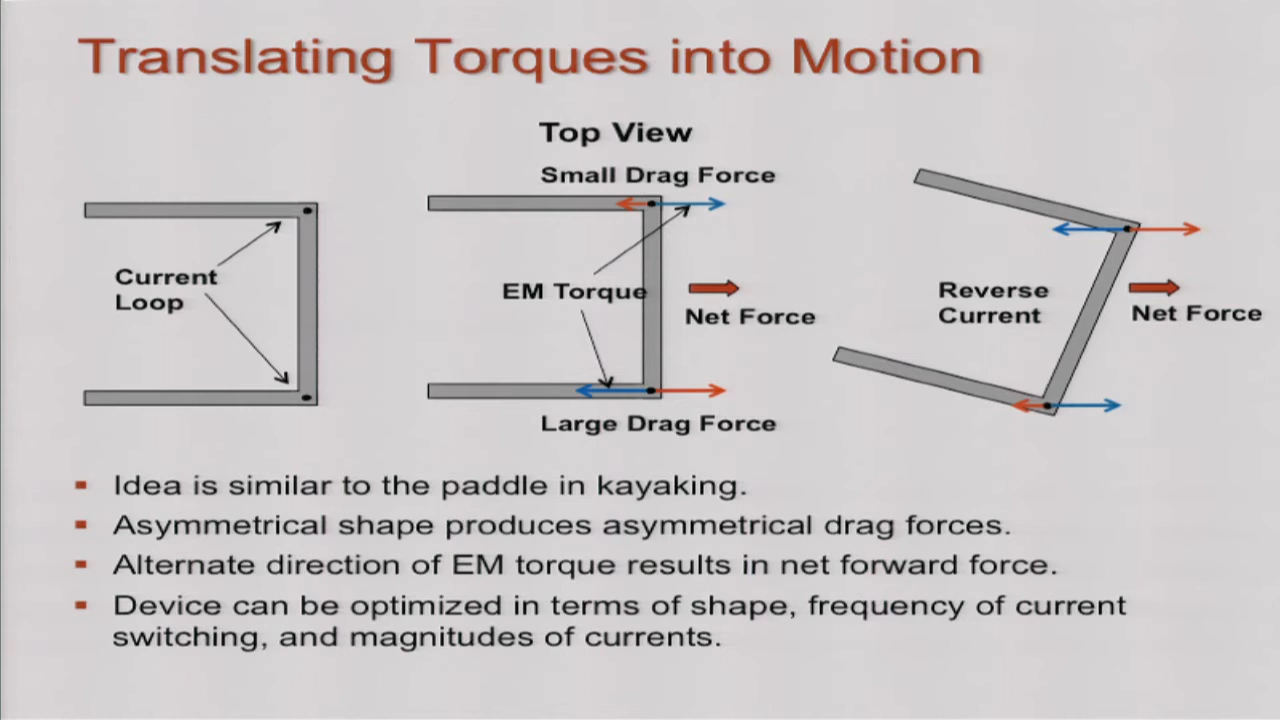 Translating Torques into Motion
Top View
Small Drag Force
Current
Loop
EM Torque
Net Force
Large Drag Force
Reverse
Current
Net Force
Idea is similar to the paddle in kayaking.
Asymmetrical shape produces asymmetrical drag forces.
Alternate direction of EM torque results in net forward force.
Device can be optimized in terms of shape, frequency of current
switching, and magnitudes of currents.